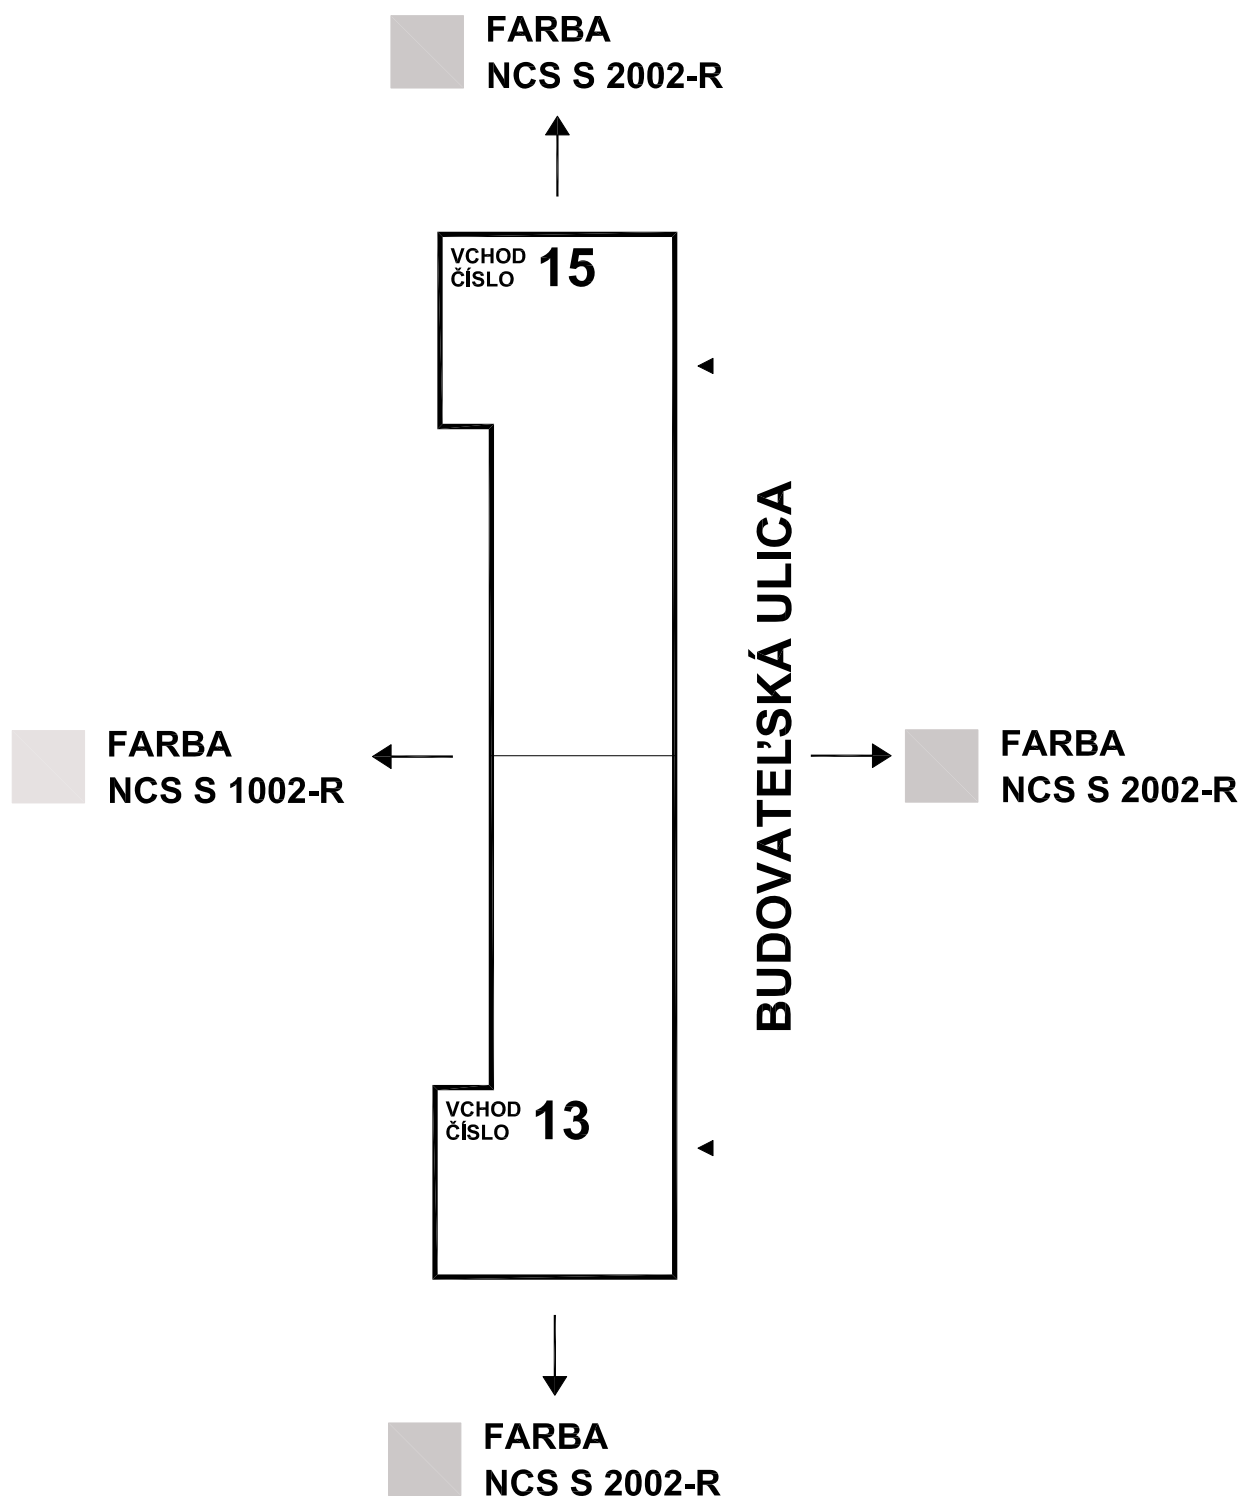 FARBA
NCS S 2002-R
VCHOD
ČÍSLO 15
BUDOVATEĽSKÁ ULICA
FARBA
NCS S 1002-R
FARBA
NCS S 2002-R
VCHOD
ČÍSLO 13
FARBA
NCS S 2002-R